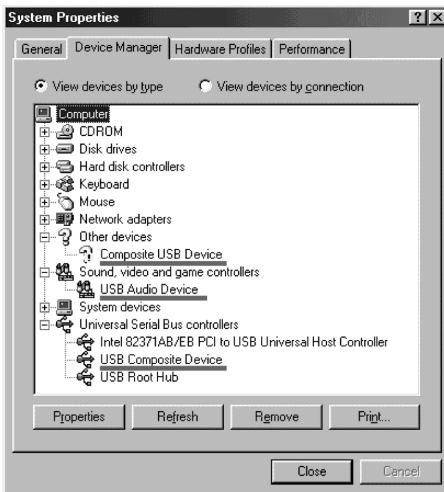 System Properties
General
Device Manager
Hardware Profiles
Performance
View devices by type
View devices by connection
Computer
CDROM
Disk drives
Hard disk controllers
Keyboard
Mouse
Network adapters
Other devices
Composite USB Device
Sound, video and game controllers
USB Audio Device
System devices
Universal Serial Bus controllers
Intel 82371AB/EB PCI to USB Universal Host Controller
USB Composite Device
USB Root Hub
Properties
Refresh
Remove
Print...
Close
Cancel